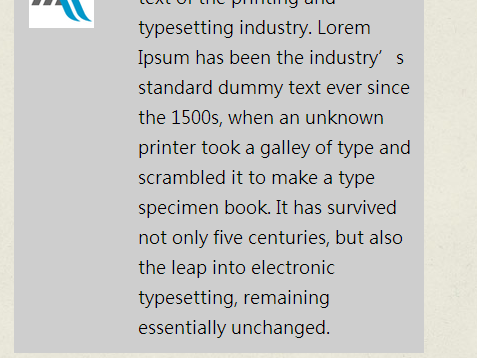 text of the printing and
typesetting industry. Lorem
Ipsum has been the industry’s
standard dummy text ever since
the 1500s, when an unknown
printer took a galley of type and
scrambled it to make a type
specimen book. It has survived
not only five centuries, but also
the leap into electronic
typesetting, remaining
essentially unchanged.